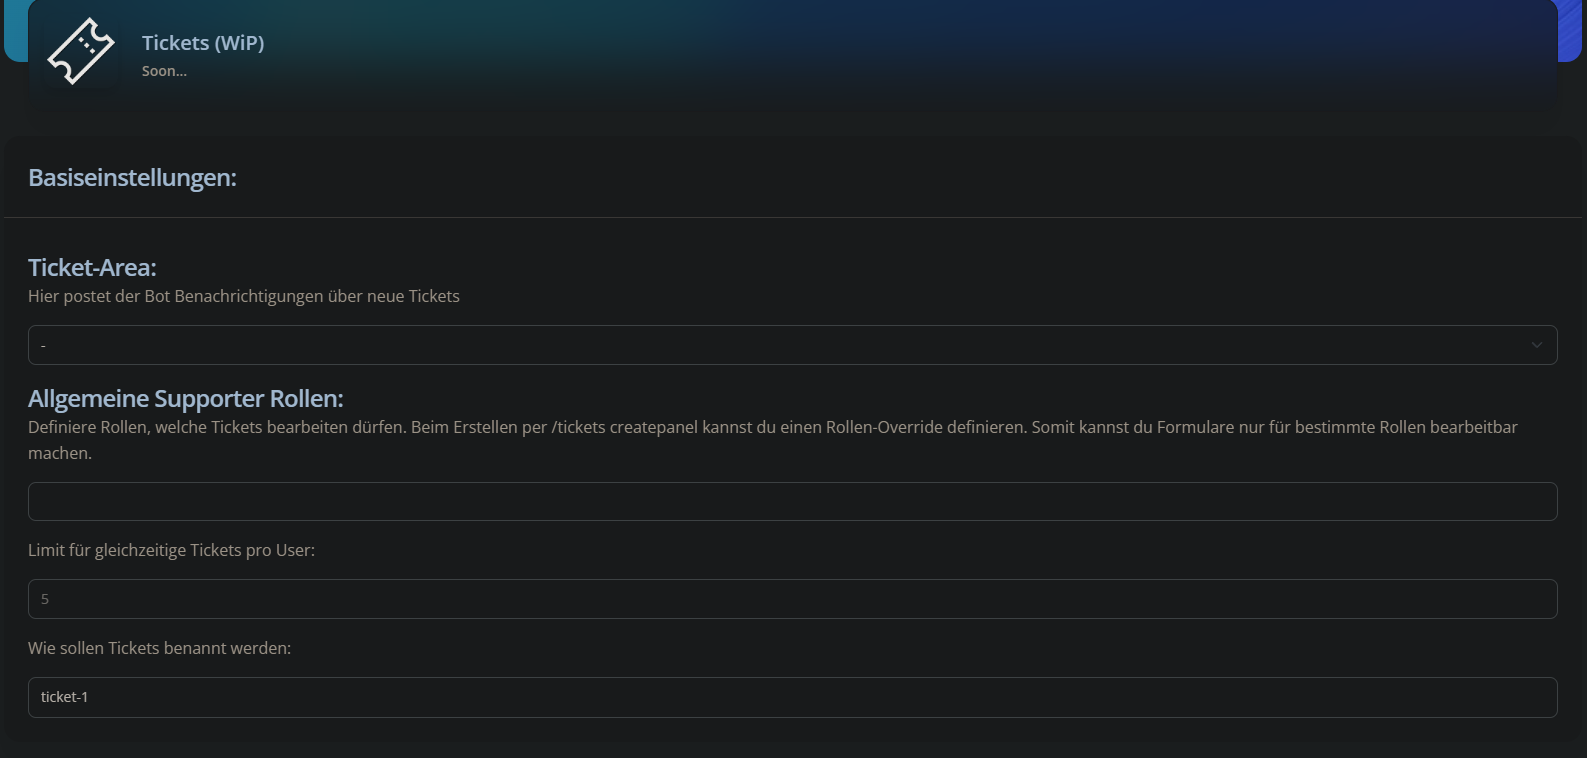 Tickets (WiP)
Soon...
Basiseinstellungen:
Ticket-Area:
Hier postet der Bot Benachrichtigungen über neue Tickets
-
Allgemeine Supporter Rollen:
Definiere Rollen, welche Tickets bearbeiten dürfen. Beim Erstellen per /tickets createpanel kannst du einen Rollen-Override definieren. Somit kannst du Formulare nur für bestimmte Rollen bearbeitbar
machen.
Limit für gleichzeitige Tickets pro User:
5
Wie sollen Tickets benannt werden:
ticket-1